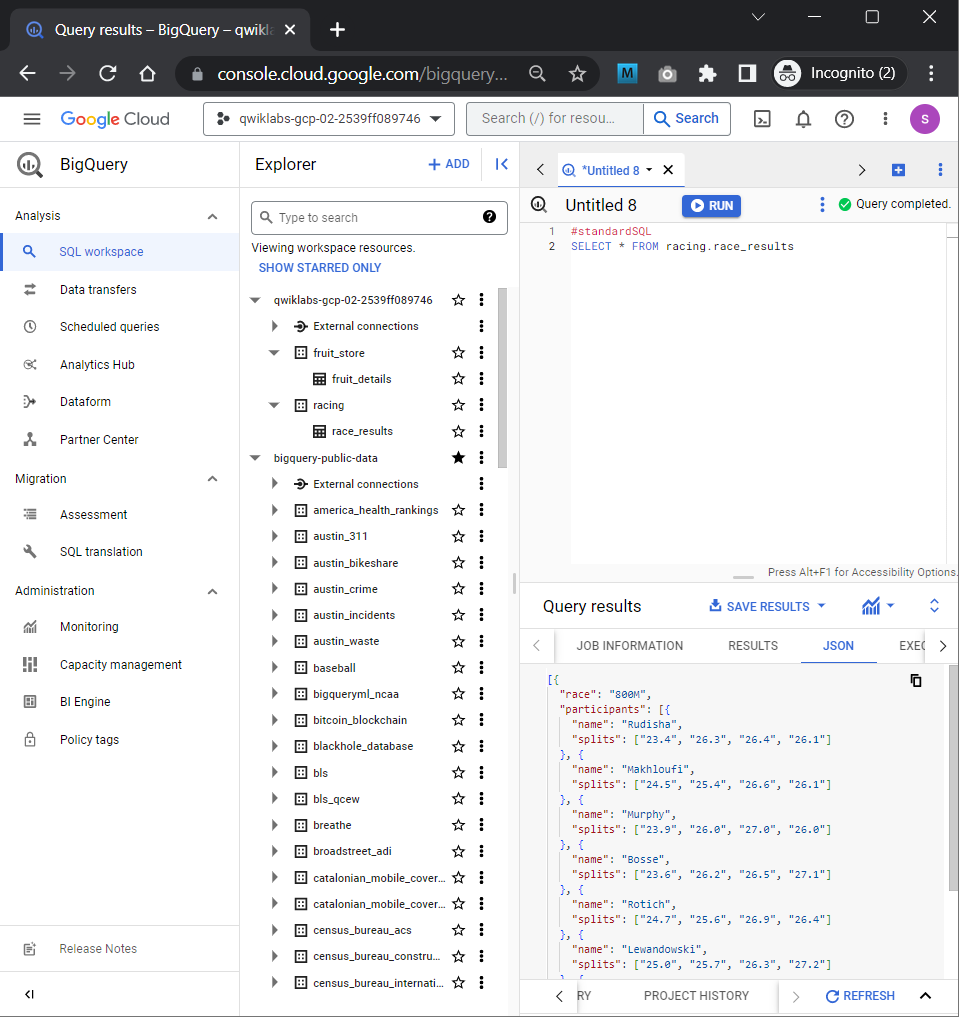 Query results – BigQuery – qwikla
console.cloud.google.com/bigquery...
M
Incognito (2)
Google Cloud
qwiklabs-gcp-02-2539ff089746
Search (/) for resou...
Search
S
BigQuery
Analysis
SQL workspace
Data transfers
Scheduled queries
Analytics Hub
Dataform
Partner Center
Migration
Assessment
SQL translation
Administration
Monitoring
Capacity management
BI Engine
Policy tags
Release Notes
Explorer
+ ADD
Type to search
Viewing workspace resources.
SHOW STARRED ONLY
qwiklabs-gcp-02-2539ff089746
External connections
fruit_store
fruit_details
racing
race_results
bigquery-public-data
External connections
america_health_rankings
austin_311
austin_bikeshare
austin_crime
austin_incidents
austin_waste
baseball
bigqueryml_ncaa
bitcoin_blockchain
blackhole_database
bls
bls_qcew
breathe
broadstreet_adi
catalonian_mobile_cover...
catalonian_mobile_cover...
census_bureau_acs
census_bureau_constru...
census_bureau_internati...
*Untitled 8
Untitled 8
RUN
Query completed.
1 #standardSQL
2 SELECT * FROM racing.race_results
Press Alt+F1 for Accessibility Options.
Query results
SAVE RESULTS
JOB INFORMATION
RESULTS
JSON
EXEC
[{
"race": "800M",
"participants": [{
"name": "Rudisha",
"splits": ["23.4", "26.3", "26.4", "26.1"]
}, {
"name": "Makhloufi",
"splits": ["24.5", "25.4", "26.6", "26.1"]
}, {
"name": "Murphy",
"splits": ["23.9", "26.0", "27.0", "26.0"]
}, {
"name": "Bosse",
"splits": ["23.6", "26.2", "26.5", "27.1"]
}, {
"name": "Rotich",
"splits": ["24.7", "25.6", "26.9", "26.4"]
}, {
"name": "Lewandowski",
"splits": ["25.0", "25.7", "26.3", "27.2"]
}, {
RY
PROJECT HISTORY
REFRESH